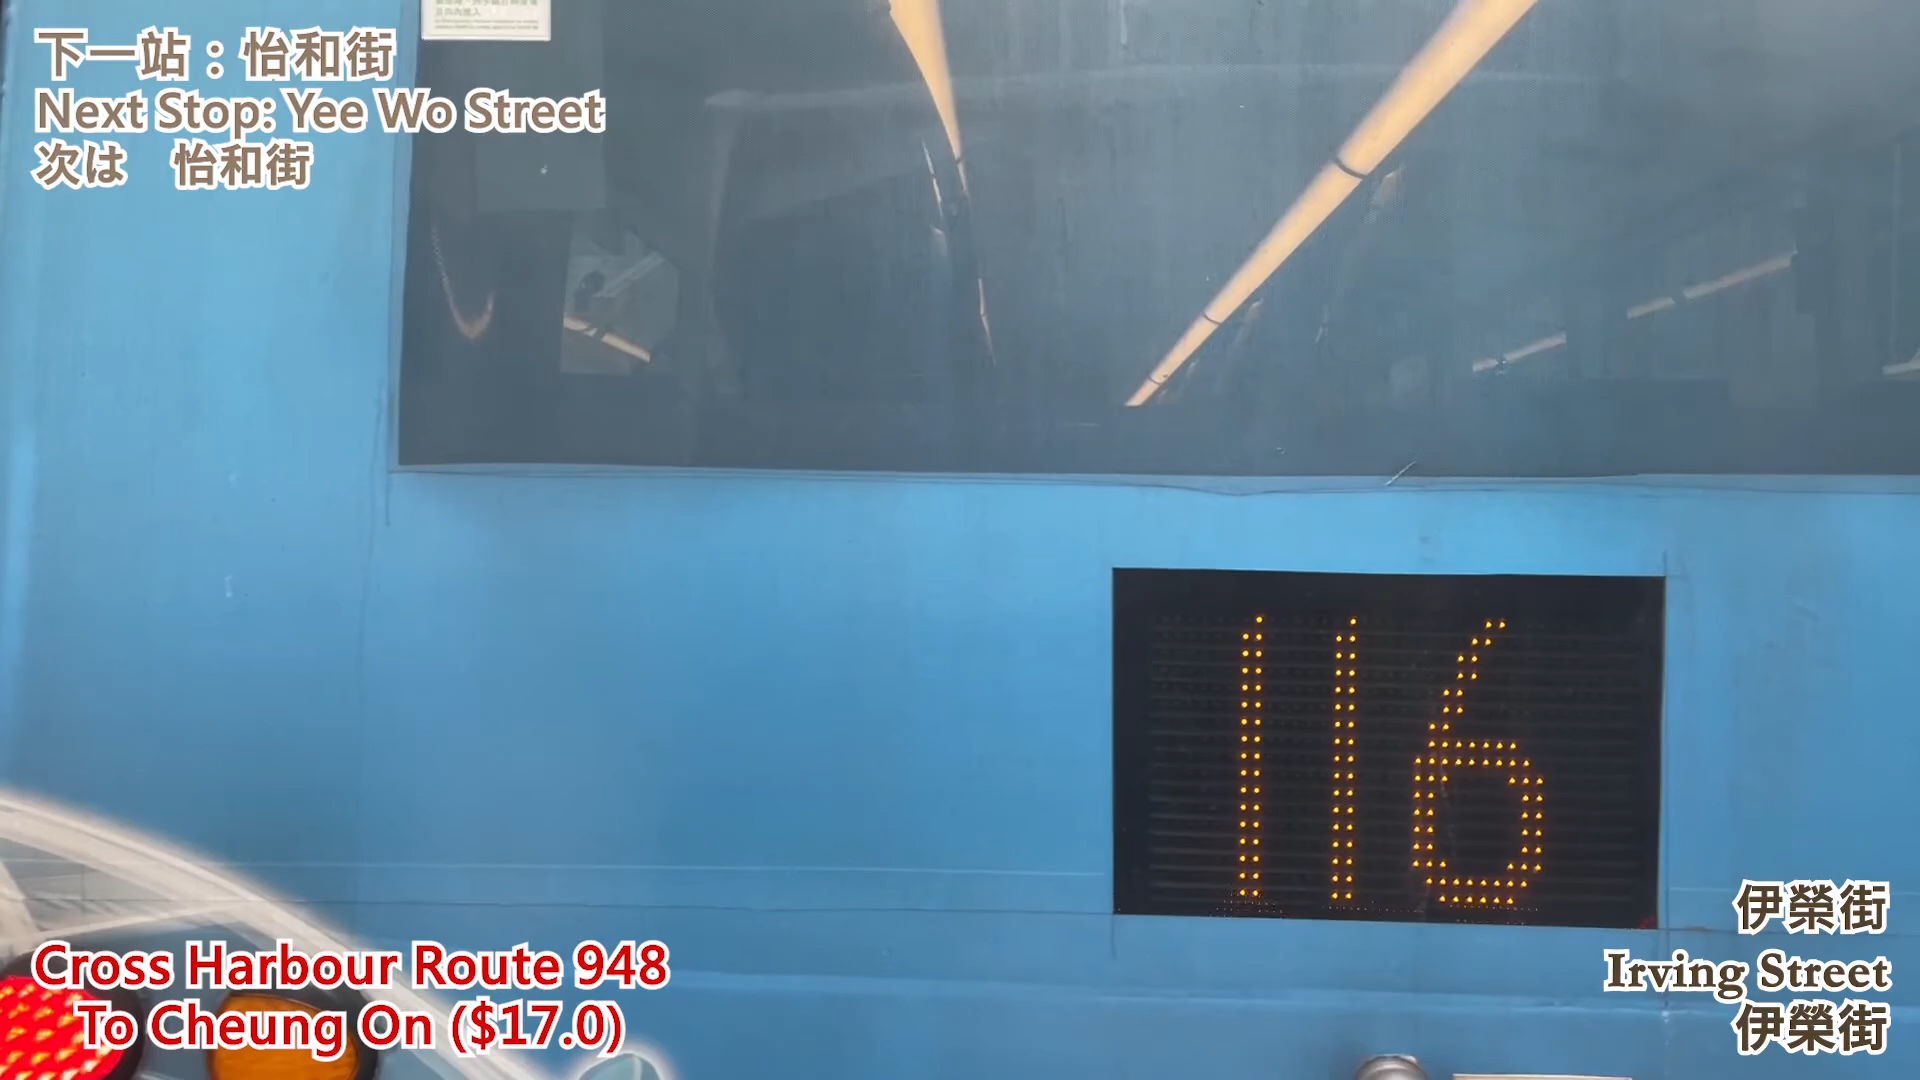 下一站：怡和街
Next Stop: Yee Wo Street
次は　怡和街
116
Cross Harbour Route 948
To Cheung On ($17.0)
伊榮街
Irving Street
伊榮街